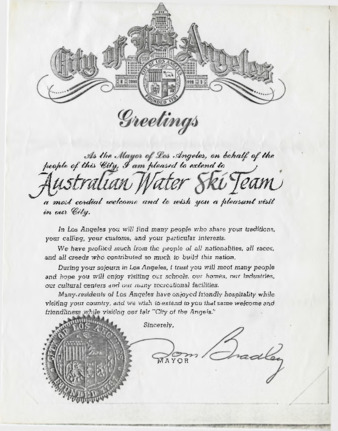 City of Los Angeles
Greetings
As the Mayor of Los Angeles, on behalf of the
people of this City, I am pleased to extend to
Australian Water Ski Team
a most cordial welcome and to wish you a pleasant visit
in our City.
In Los Angeles you will find many people who share your traditions,
your calling, your customs, and your particular interests.
We have profited much from the people of all nationalities, all races,
and all creeds who contributed so much to build this nation.
During your sojourn in Los Angeles, I trust you will meet many people
and hope you will enjoy visiting our schools, our homes, our industries,
our cultural centers and our many recreational facilities.
Many residents of Los Angeles have enjoyed friendly hospitality while
visiting your country, and we wish to extend to you that same welcome and
friendliness while visiting our fair "City of the Angels."
Sincerely,
Tom Bradley
MAYOR